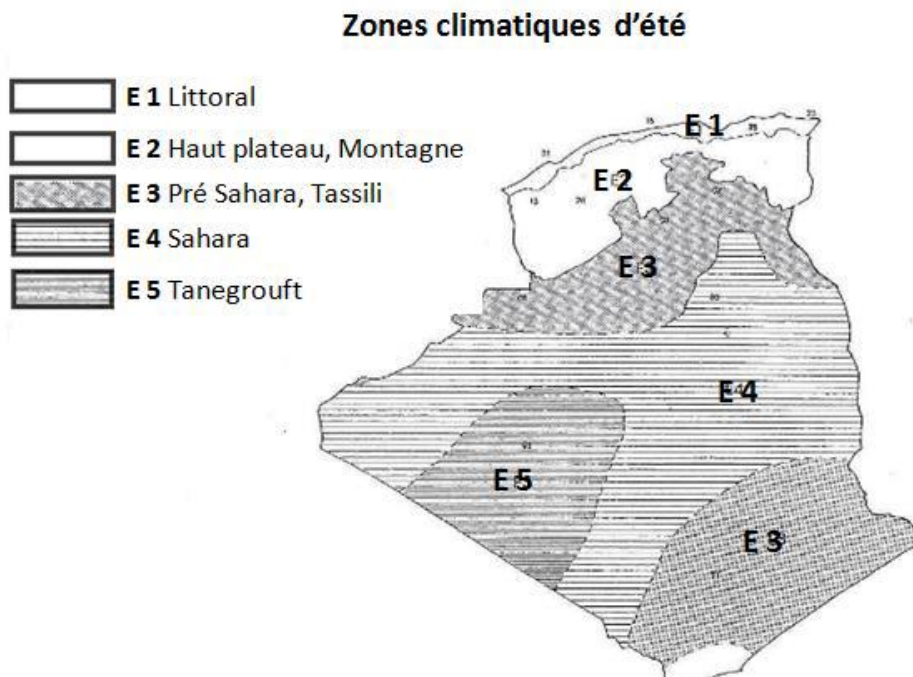 Zones climatiques d'été
E 1 Littoral
E 2 Haut plateau, Montagne
E 3 Pré Sahara, Tassili
E 4 Sahara
E 5 Tanegrouft
E 1
E 2
E 3
E 4
E 5
E 3